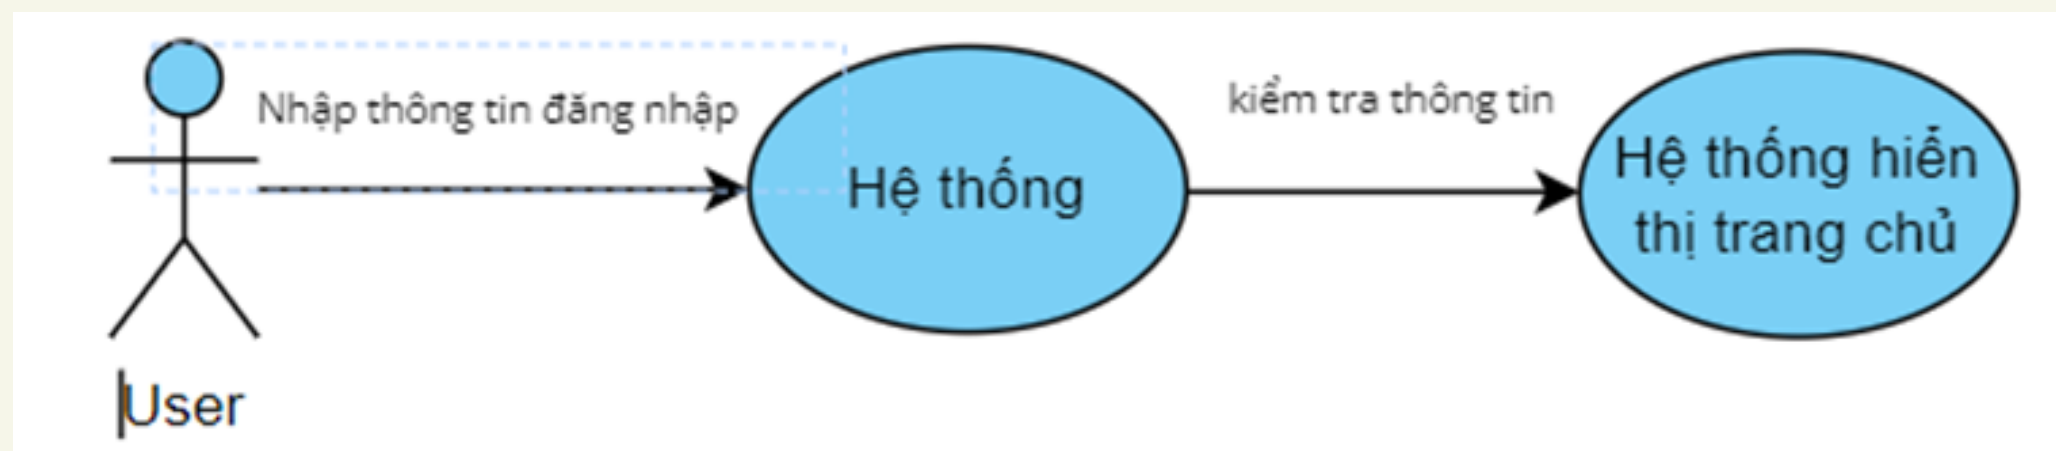 Nhập thông tin đăng nhập
kiểm tra thông tin
Hệ thống
Hệ thống hiển
thị trang chủ
User